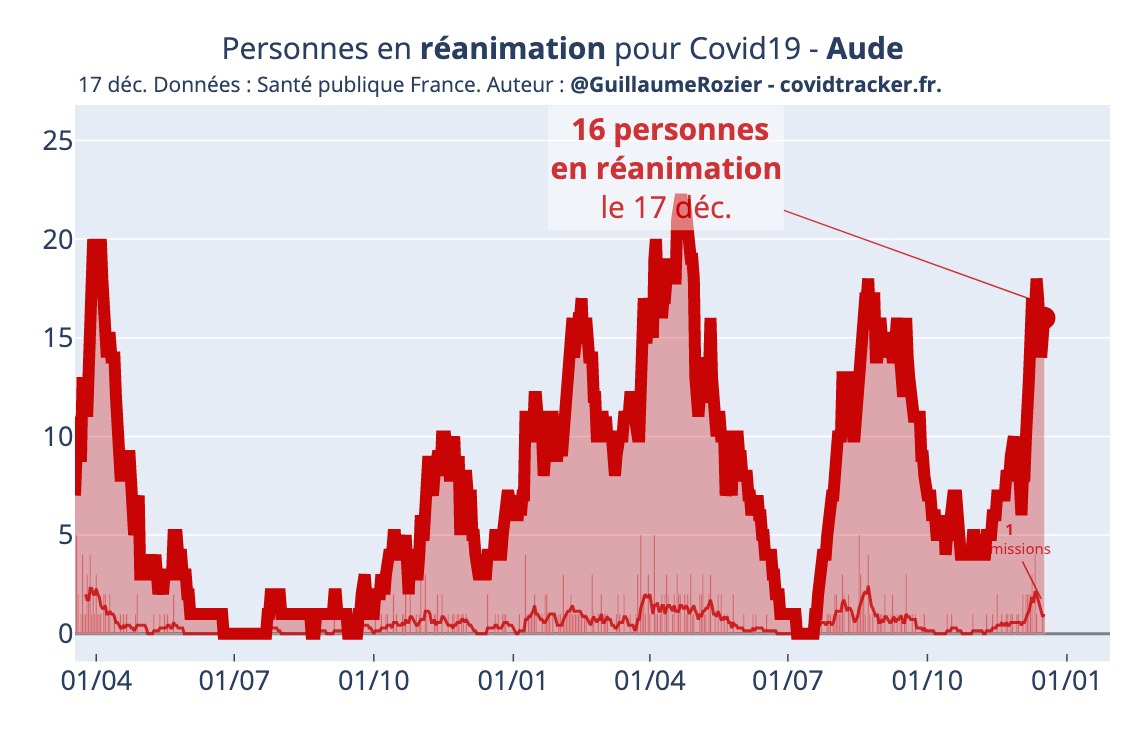 Personnes en réanimation pour Covid19 - Aude
17 déc. Données : Santé publique France. Auteur : @GuillaumeRozier - covidtracker.fr.
16 personnes
en réanimation
le 17 déc.
25
20
15
10
5
0
1
missions
01/04
01/07
01/10
01/01
01/04
01/07
01/10
01/01